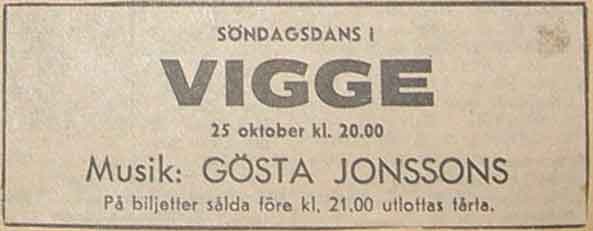 SÖNDAGSDANS I
VIGGE
25 oktober kl. 20.00
Musik: GÖSTA JONSSONS
På biljetter sålda före kl. 21.00 utlottas tårta.